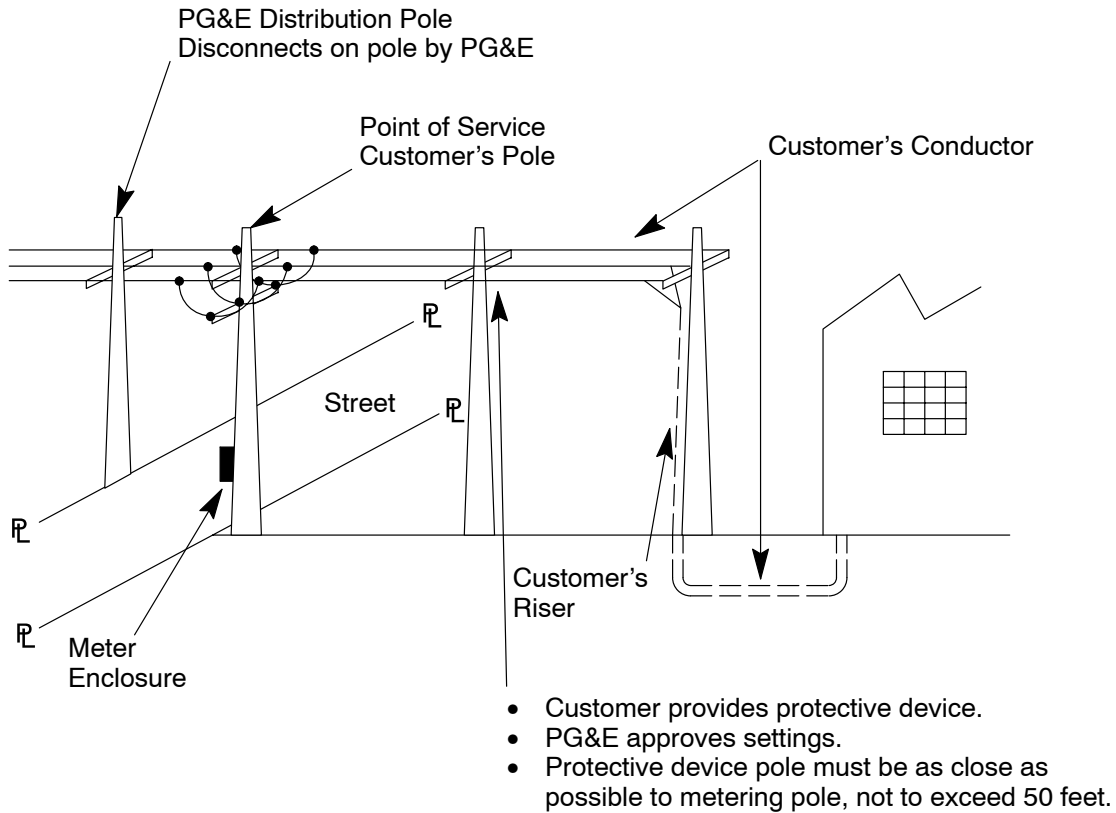 PG&E Distribution Pole
Disconnects on pole by PG&E
Point of Service
Customer’s Pole
Customer’s Conductor
PL
Street
PL
PL
Customer’s
Riser
PL
Meter
Enclosure
• Customer provides protective device.
• PG&E approves settings.
• Protective device pole must be as close as
possible to metering pole, not to exceed 50 feet.